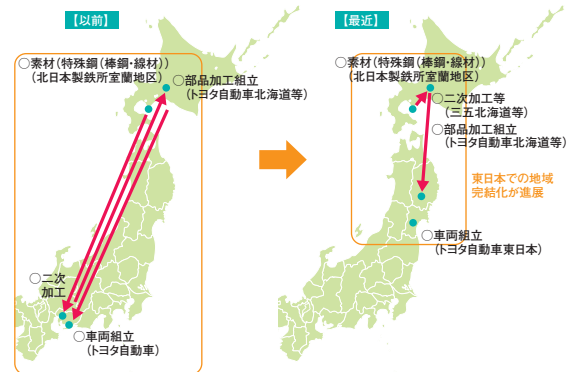 【以前】
○素材（特殊鋼（棒鋼・線材））
（北日本製鉄所室蘭地区）
○部品加工組立
（トヨタ自動車北海道等）
○二次
加工
○車両組立
（トヨタ自動車）
【最近】
○素材（特殊鋼（棒鋼・線材））
（北日本製鉄所室蘭地区）
○二次加工等
（三五北海道等）
○部品加工組立
（トヨタ自動車北海道等）
東日本での地域
完結化が進展
○車両組立
（トヨタ自動車東日本）